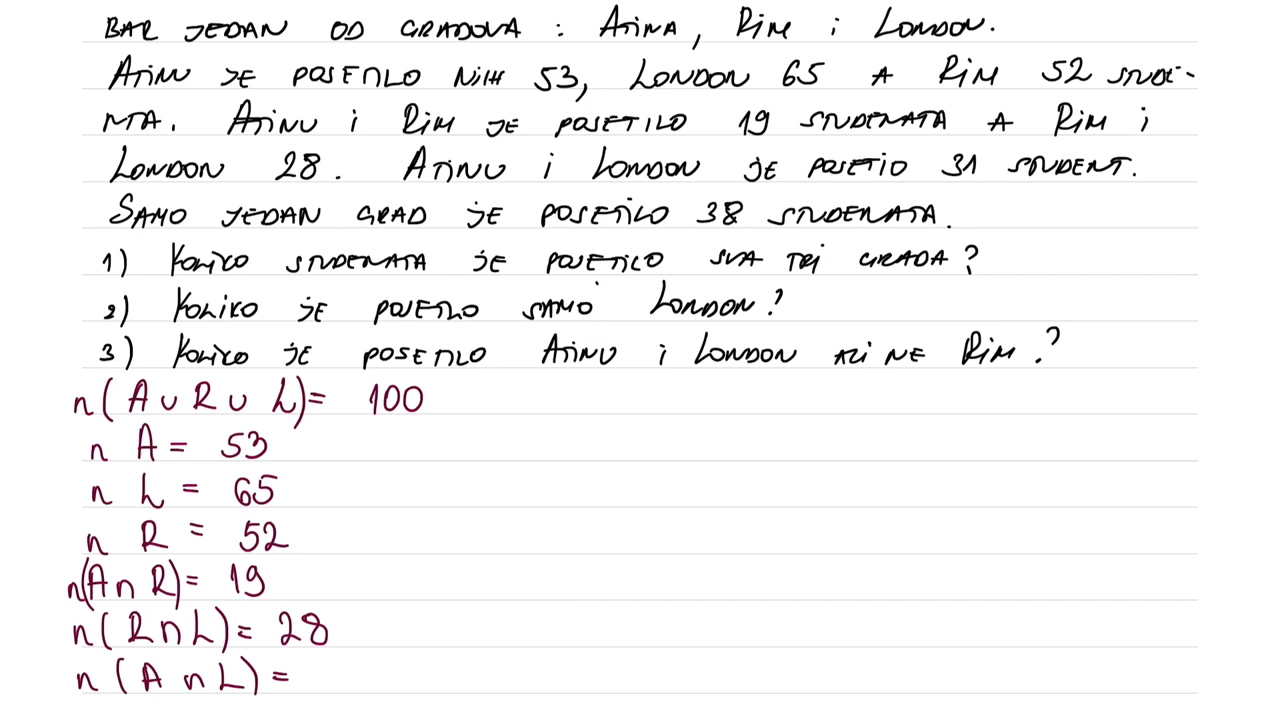 BAR JEDAN OD GRADOVA : ATINA, RIM i LONDON.
ATINU JE POSETILO NJIH 53, LONDON 65 A RIM 52 STUDE-
NTA. ATINU i RIM JE POSETILO 19 STUDENATA A RIM i
LONDON 28. ATINU i LONDON JE POSETIO 31 STUDENT.
SAMO JEDAN GRAD JE POSETILO 38 STUDENATA.
1) KOLIKO STUDENATA JE POSETILO SVA TRI GRADA?
2) KOLIKO JE POSETILO SAMO LONDON?
3) KOLIKO JE POSETILO ATINU i LONDON ALI NE RIM.?
n(A∪R∪L)= 100
n A = 53
n L = 65
n R = 52
n(A∩R)= 19
n(R∩L)= 28
n(A∩L)=